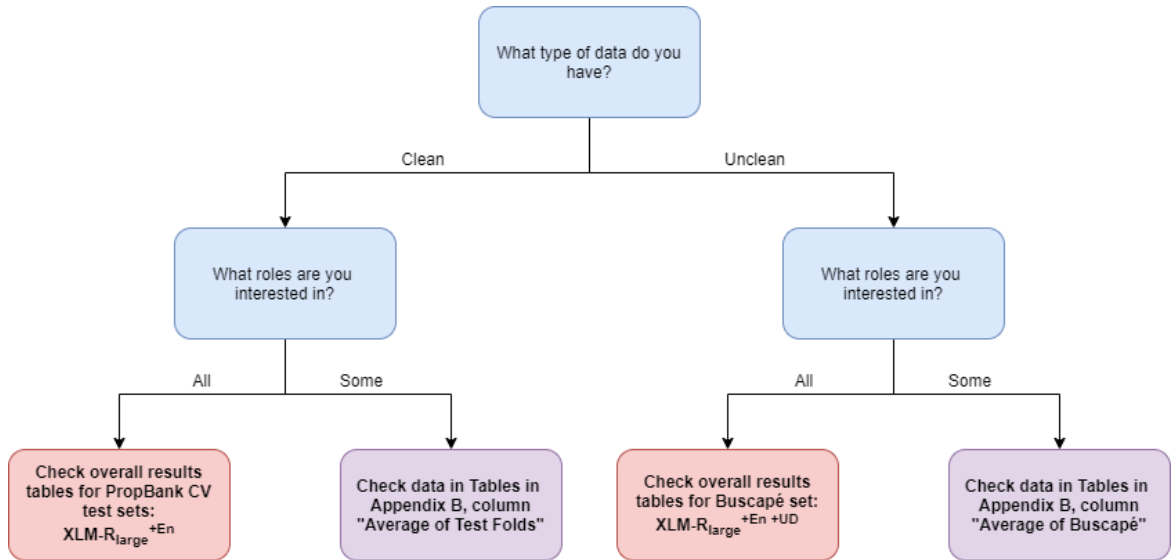 What type of data do you
have?
Clean
Unclean
What roles are you
interested in?
What roles are you
interested in?
All
Some
All
Some
Check overall results
tables for PropBank CV
test sets:
XLM-R_large^+En
Check data in Tables in
Appendix B, column
"Average of Test Folds"
Check overall results
tables for Buscapé set:
XLM-R_large^+En +UD
Check data in Tables in
Appendix B, column
"Average of Buscapé"